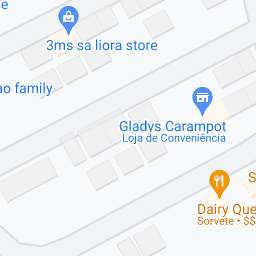 3ms sa liora store
ao family
Gladys Carampot
Loja de Conveniência
Dairy Que
Sorvete • $$